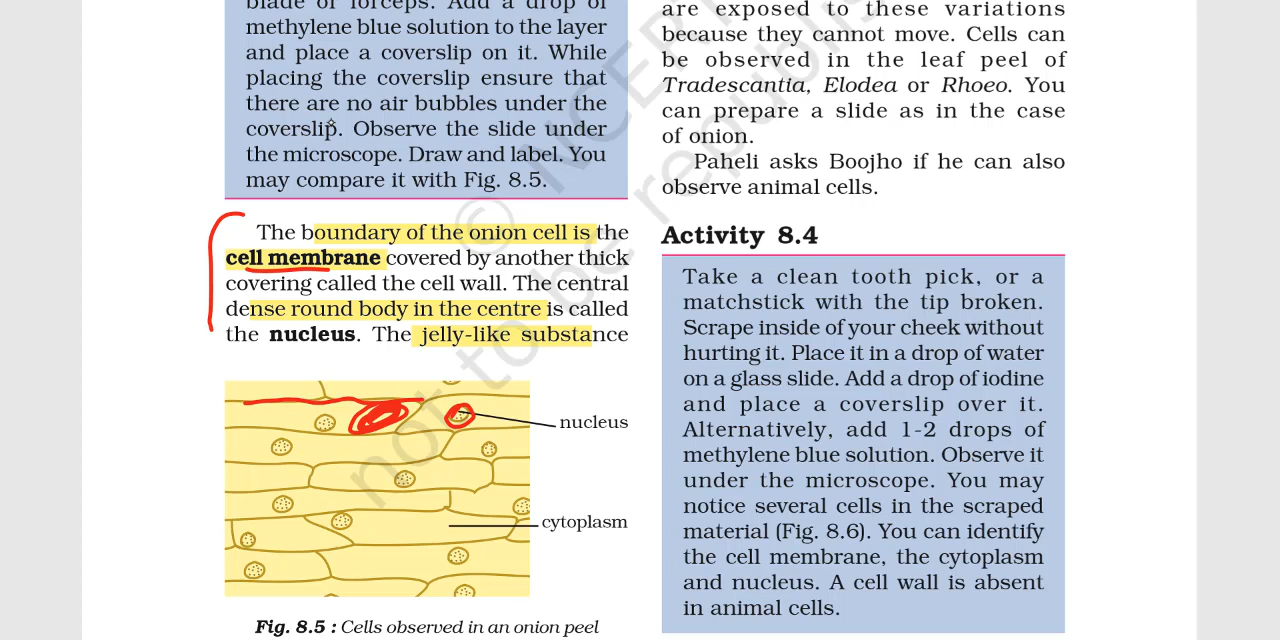 blade or forceps. Add a drop of
methylene blue solution to the layer
and place a coverslip on it. While
placing the coverslip ensure that
there are no air bubbles under the
coverslip. Observe the slide under
the microscope. Draw and label. You
may compare it with Fig. 8.5.
The boundary of the onion cell is the
cell membrane covered by another thick
covering called the cell wall. The central
dense round body in the centre is called
the nucleus. The jelly-like substance
nucleus
cytoplasm
Fig. 8.5 : Cells observed in an onion peel
are exposed to these variations
because they cannot move. Cells can
be observed in the leaf peel of
Tradescantia, Elodea or Rhoeo. You
can prepare a slide as in the case
of onion.
Paheli asks Boojho if he can also
observe animal cells.
Activity 8.4
Take a clean tooth pick, or a
matchstick with the tip broken.
Scrape inside of your cheek without
hurting it. Place it in a drop of water
on a glass slide. Add a drop of iodine
and place a coverslip over it.
Alternatively, add 1-2 drops of
methylene blue solution. Observe it
under the microscope. You may
notice several cells in the scraped
material (Fig. 8.6). You can identify
the cell membrane, the cytoplasm
and nucleus. A cell wall is absent
in animal cells.
© NCERT
not to be republis